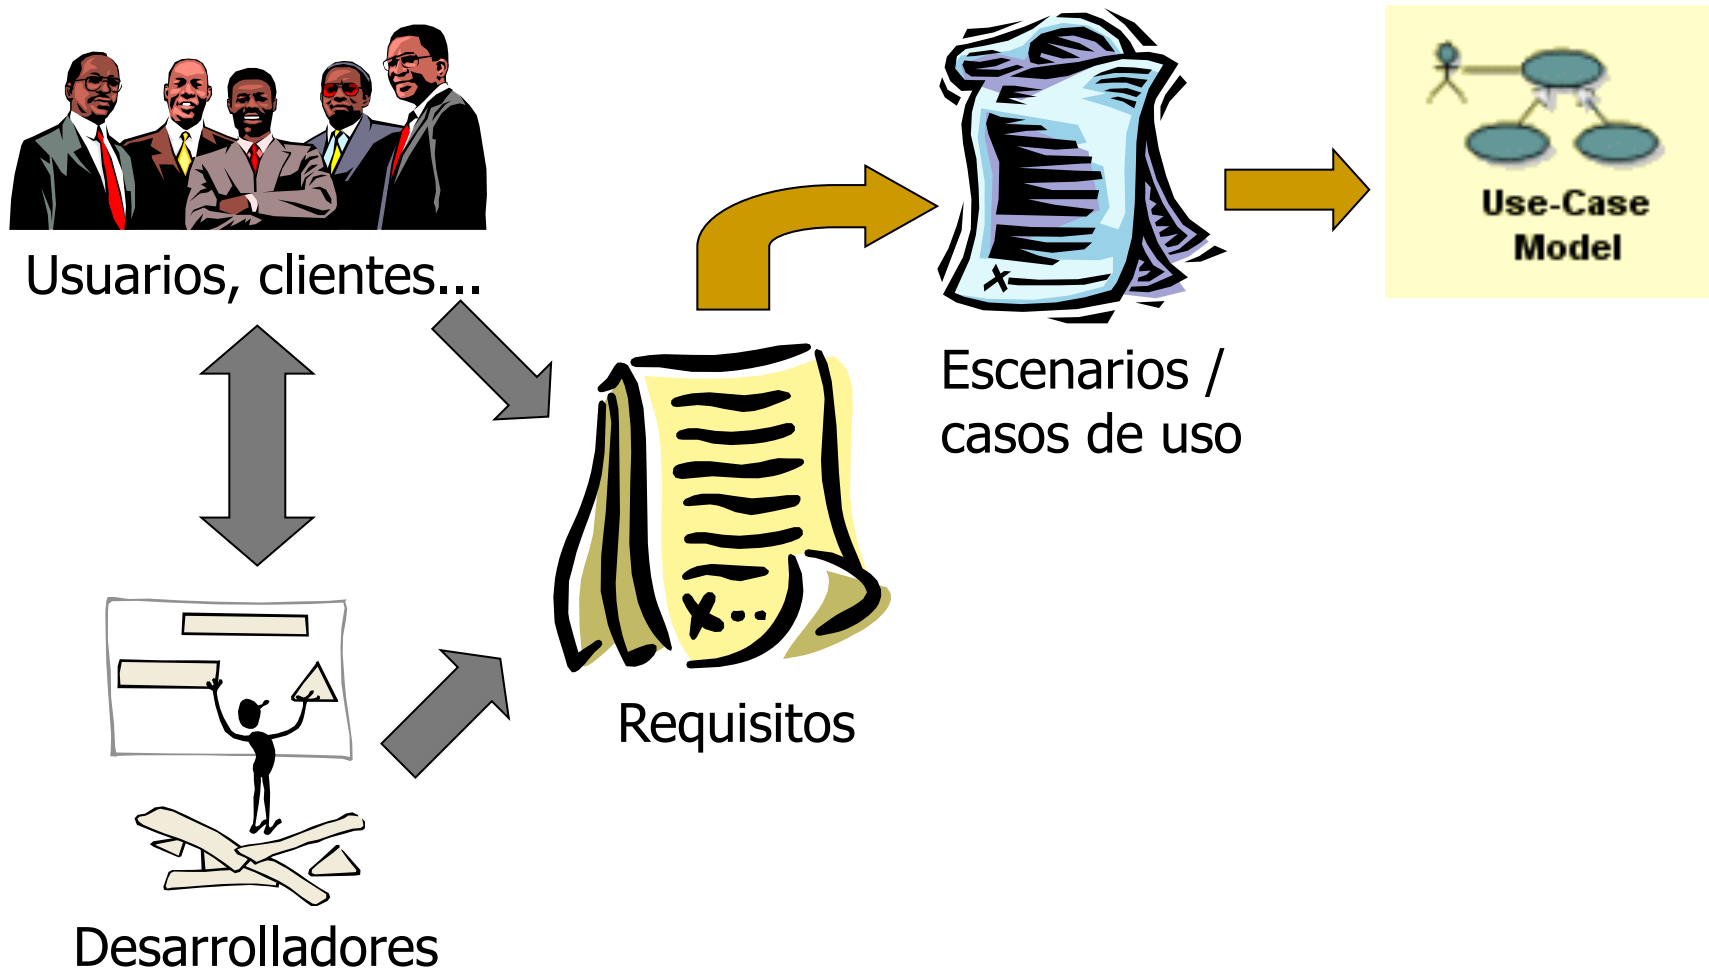 Usuarios, clientes...
Use-Case
Model
Escenarios /
casos de uso
Requisitos
Desarrolladores